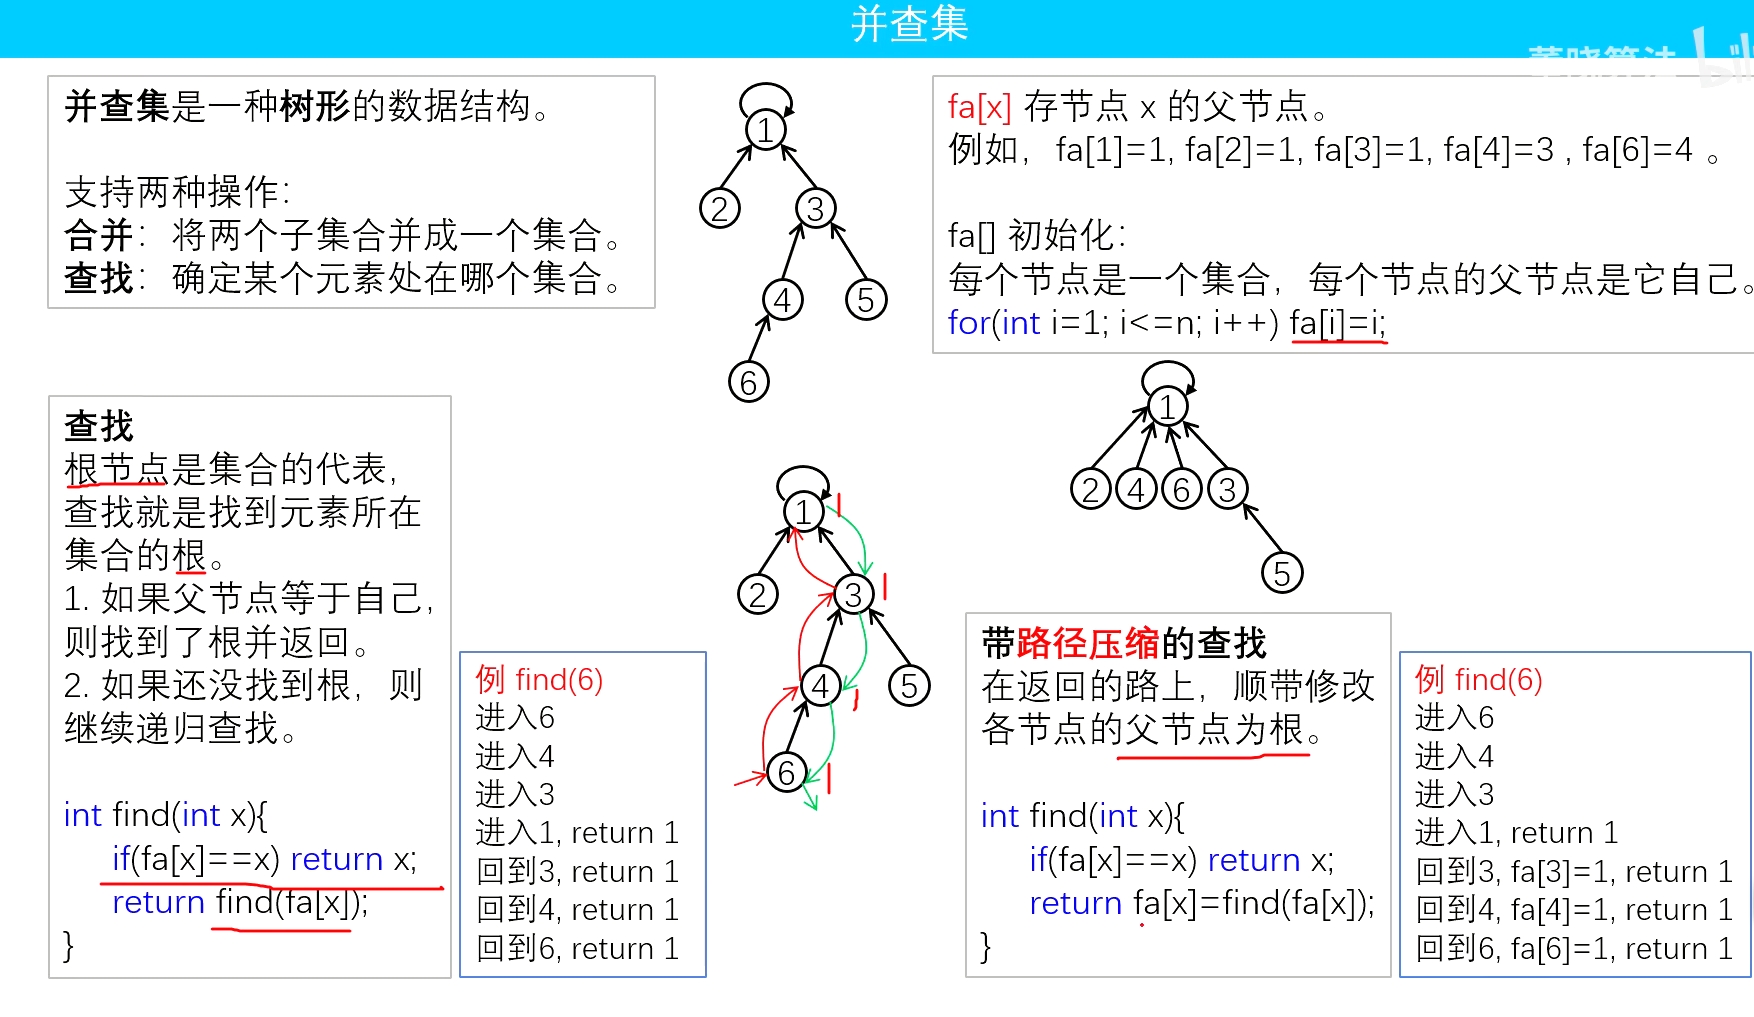 并查集
董晓算法
并查集是一种树形的数据结构。
支持两种操作：
合并：将两个子集合并成一个集合。
查找：确定某个元素处在哪个集合。
1
2
3
4
5
6
fa[x] 存节点 x 的父节点。
例如，fa[1]=1, fa[2]=1, fa[3]=1, fa[4]=3 , fa[6]=4 。
fa[] 初始化：
每个节点是一个集合，每个节点的父节点是它自己。
for(int i=1; i<=n; i++) fa[i]=i;
查找
根节点是集合的代表，
查找就是找到元素所在
集合的根。
1. 如果父节点等于自己，
则找到了根并返回。
2. 如果还没找到根，则
继续递归查找。
int find(int x){
if(fa[x]==x) return x;
return find(fa[x]);
}
例 find(6)
进入6
进入4
进入3
进入1, return 1
回到3, return 1
回到4, return 1
回到6, return 1
1
1
2
3
1
4
1
5
6
1
1
2
4
6
3
5
带路径压缩的查找
在返回的路上，顺带修改
各节点的父节点为根。
int find(int x){
if(fa[x]==x) return x;
return fa[x]=find(fa[x]);
}
例 find(6)
进入6
进入4
进入3
进入1, return 1
回到3, fa[3]=1, return 1
回到4, fa[4]=1, return 1
回到6, fa[6]=1, return 1